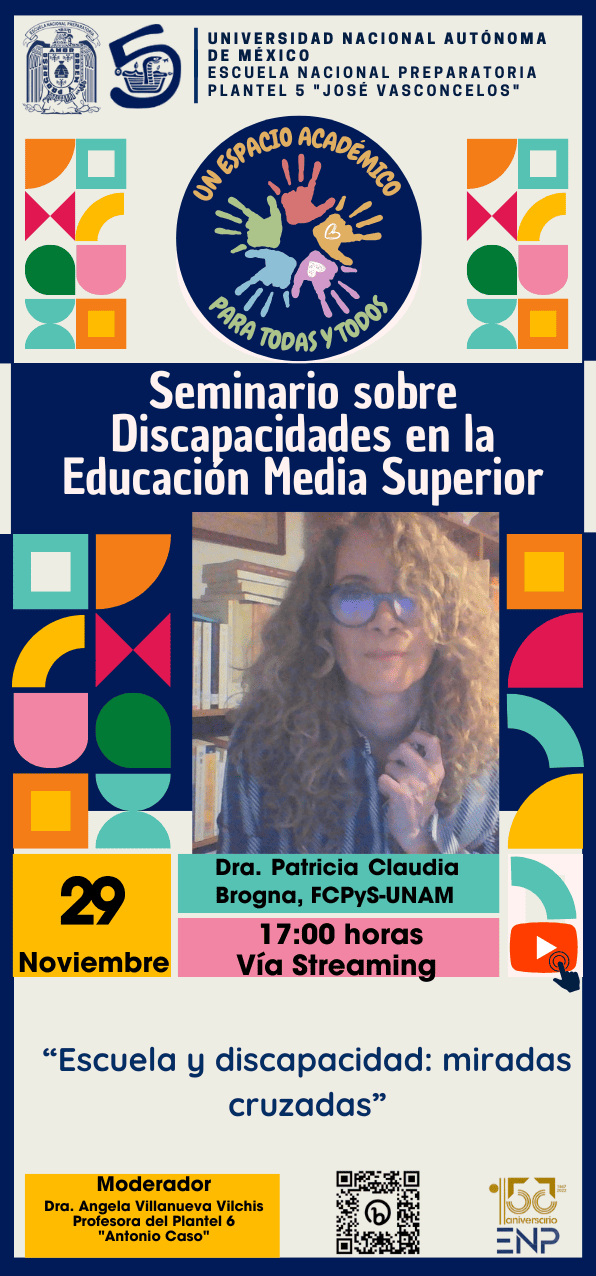 UNIVERSIDAD NACIONAL AUTÓNOMA
DE MÉXICO
ESCUELA NACIONAL PREPARATORIA
PLANTEL 5 "JOSÉ VASCONCELOS"
5
UN ESPACIO ACADÉMICO
PARA TODAS Y TODOS
Seminario sobre
Discapacidades en la
Educación Media Superior
Dra. Patricia Claudia
Brogna, FCPyS-UNAM
29
Noviembre
17:00 horas
Vía Streaming
“Escuela y discapacidad: miradas
cruzadas”
Moderador
Dra. Angela Villanueva Vilchis
Profesora del Plantel 6
"Antonio Caso"
b
150
aniversario
ENP